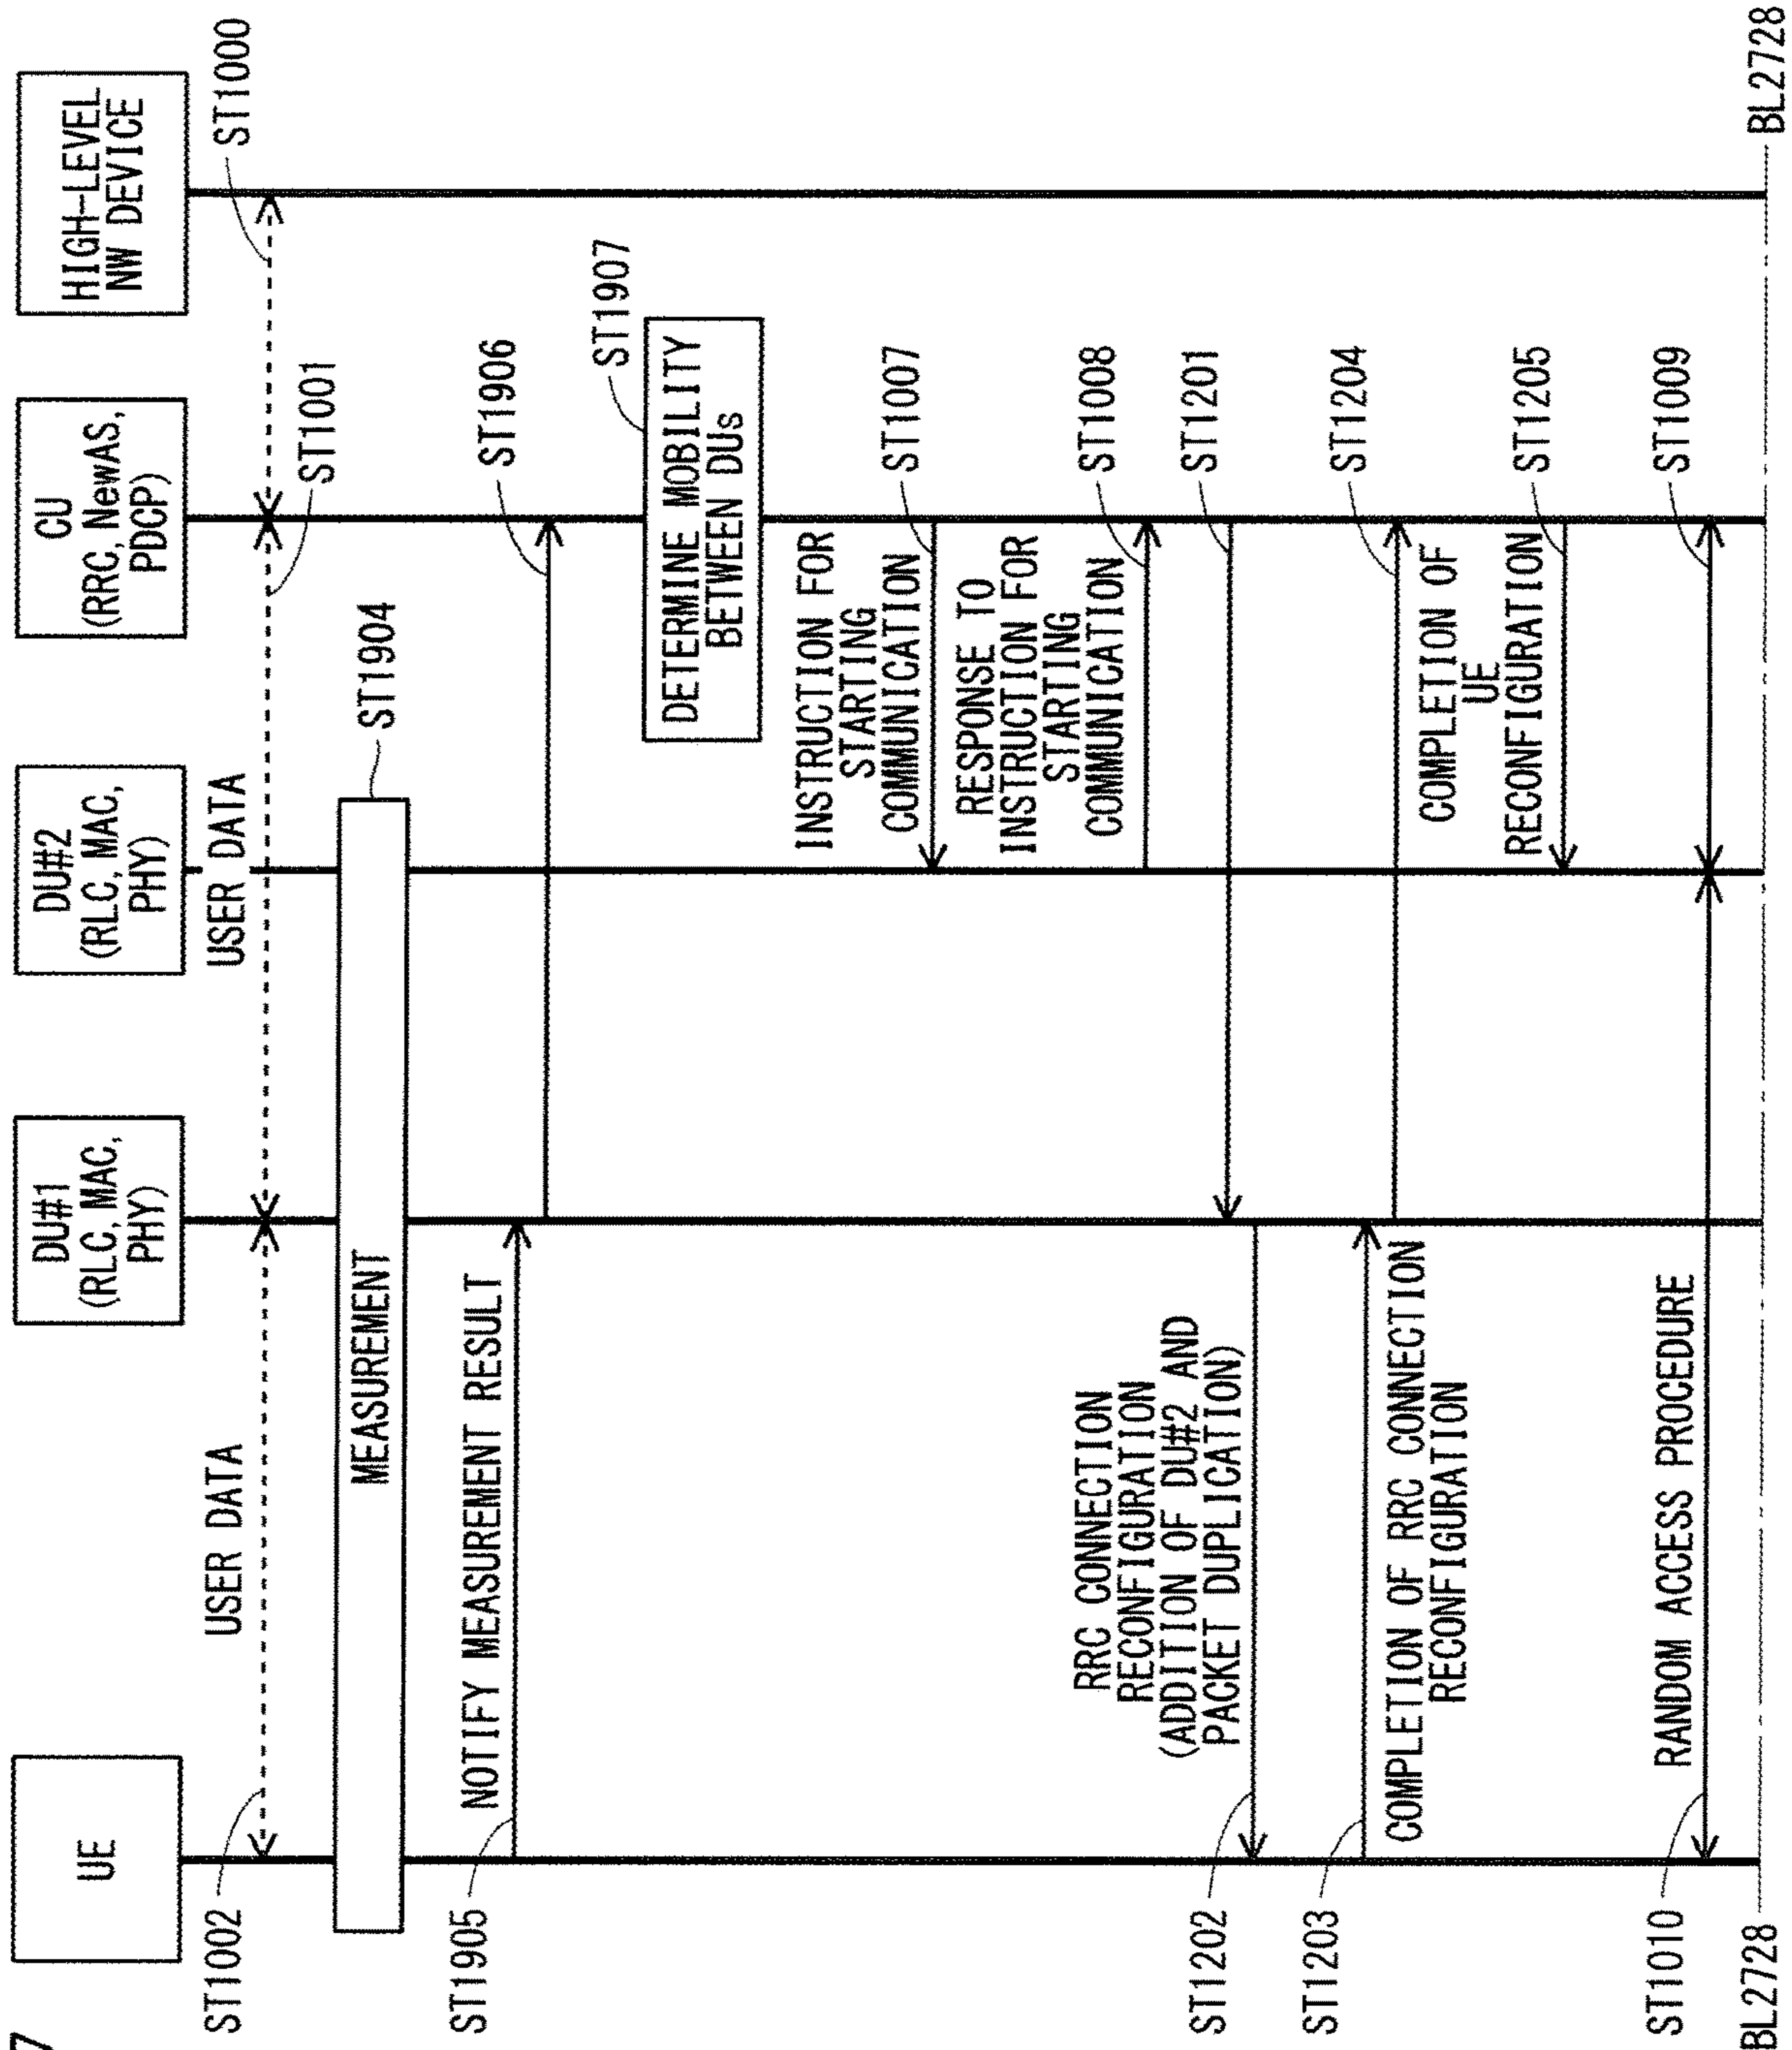 7
UE
DU#1
(RLC, MAC,
PHY)
DU#2
(RLC, MAC,
PHY)
CU
(RRC, NewAS,
PDCP)
HIGH-LEVEL
NW DEVICE
ST1002
USER DATA
USER DATA
ST1001
ST1000
MEASUREMENT
ST1904
ST1905
NOTIFY MEASUREMENT RESULT
ST1906
ST1907
DETERMINE MOBILITY
BETWEEN DUs
INSTRUCTION FOR
STARTING
COMMUNICATION
ST1007
RESPONSE TO
INSTRUCTION FOR
STARTING
COMMUNICATION
ST1008
ST1201
ST1202
RRC CONNECTION
RECONFIGURATION
(ADDITION OF DU#2 AND
PACKET DUPLICATION)
ST1203
COMPLETION OF RRC CONNECTION
RECONFIGURATION
ST1204
COMPLETION OF
UE
RECONFIGURATION
ST1205
ST1010
RANDOM ACCESS PROCEDURE
ST1009
BL2728
BL2728